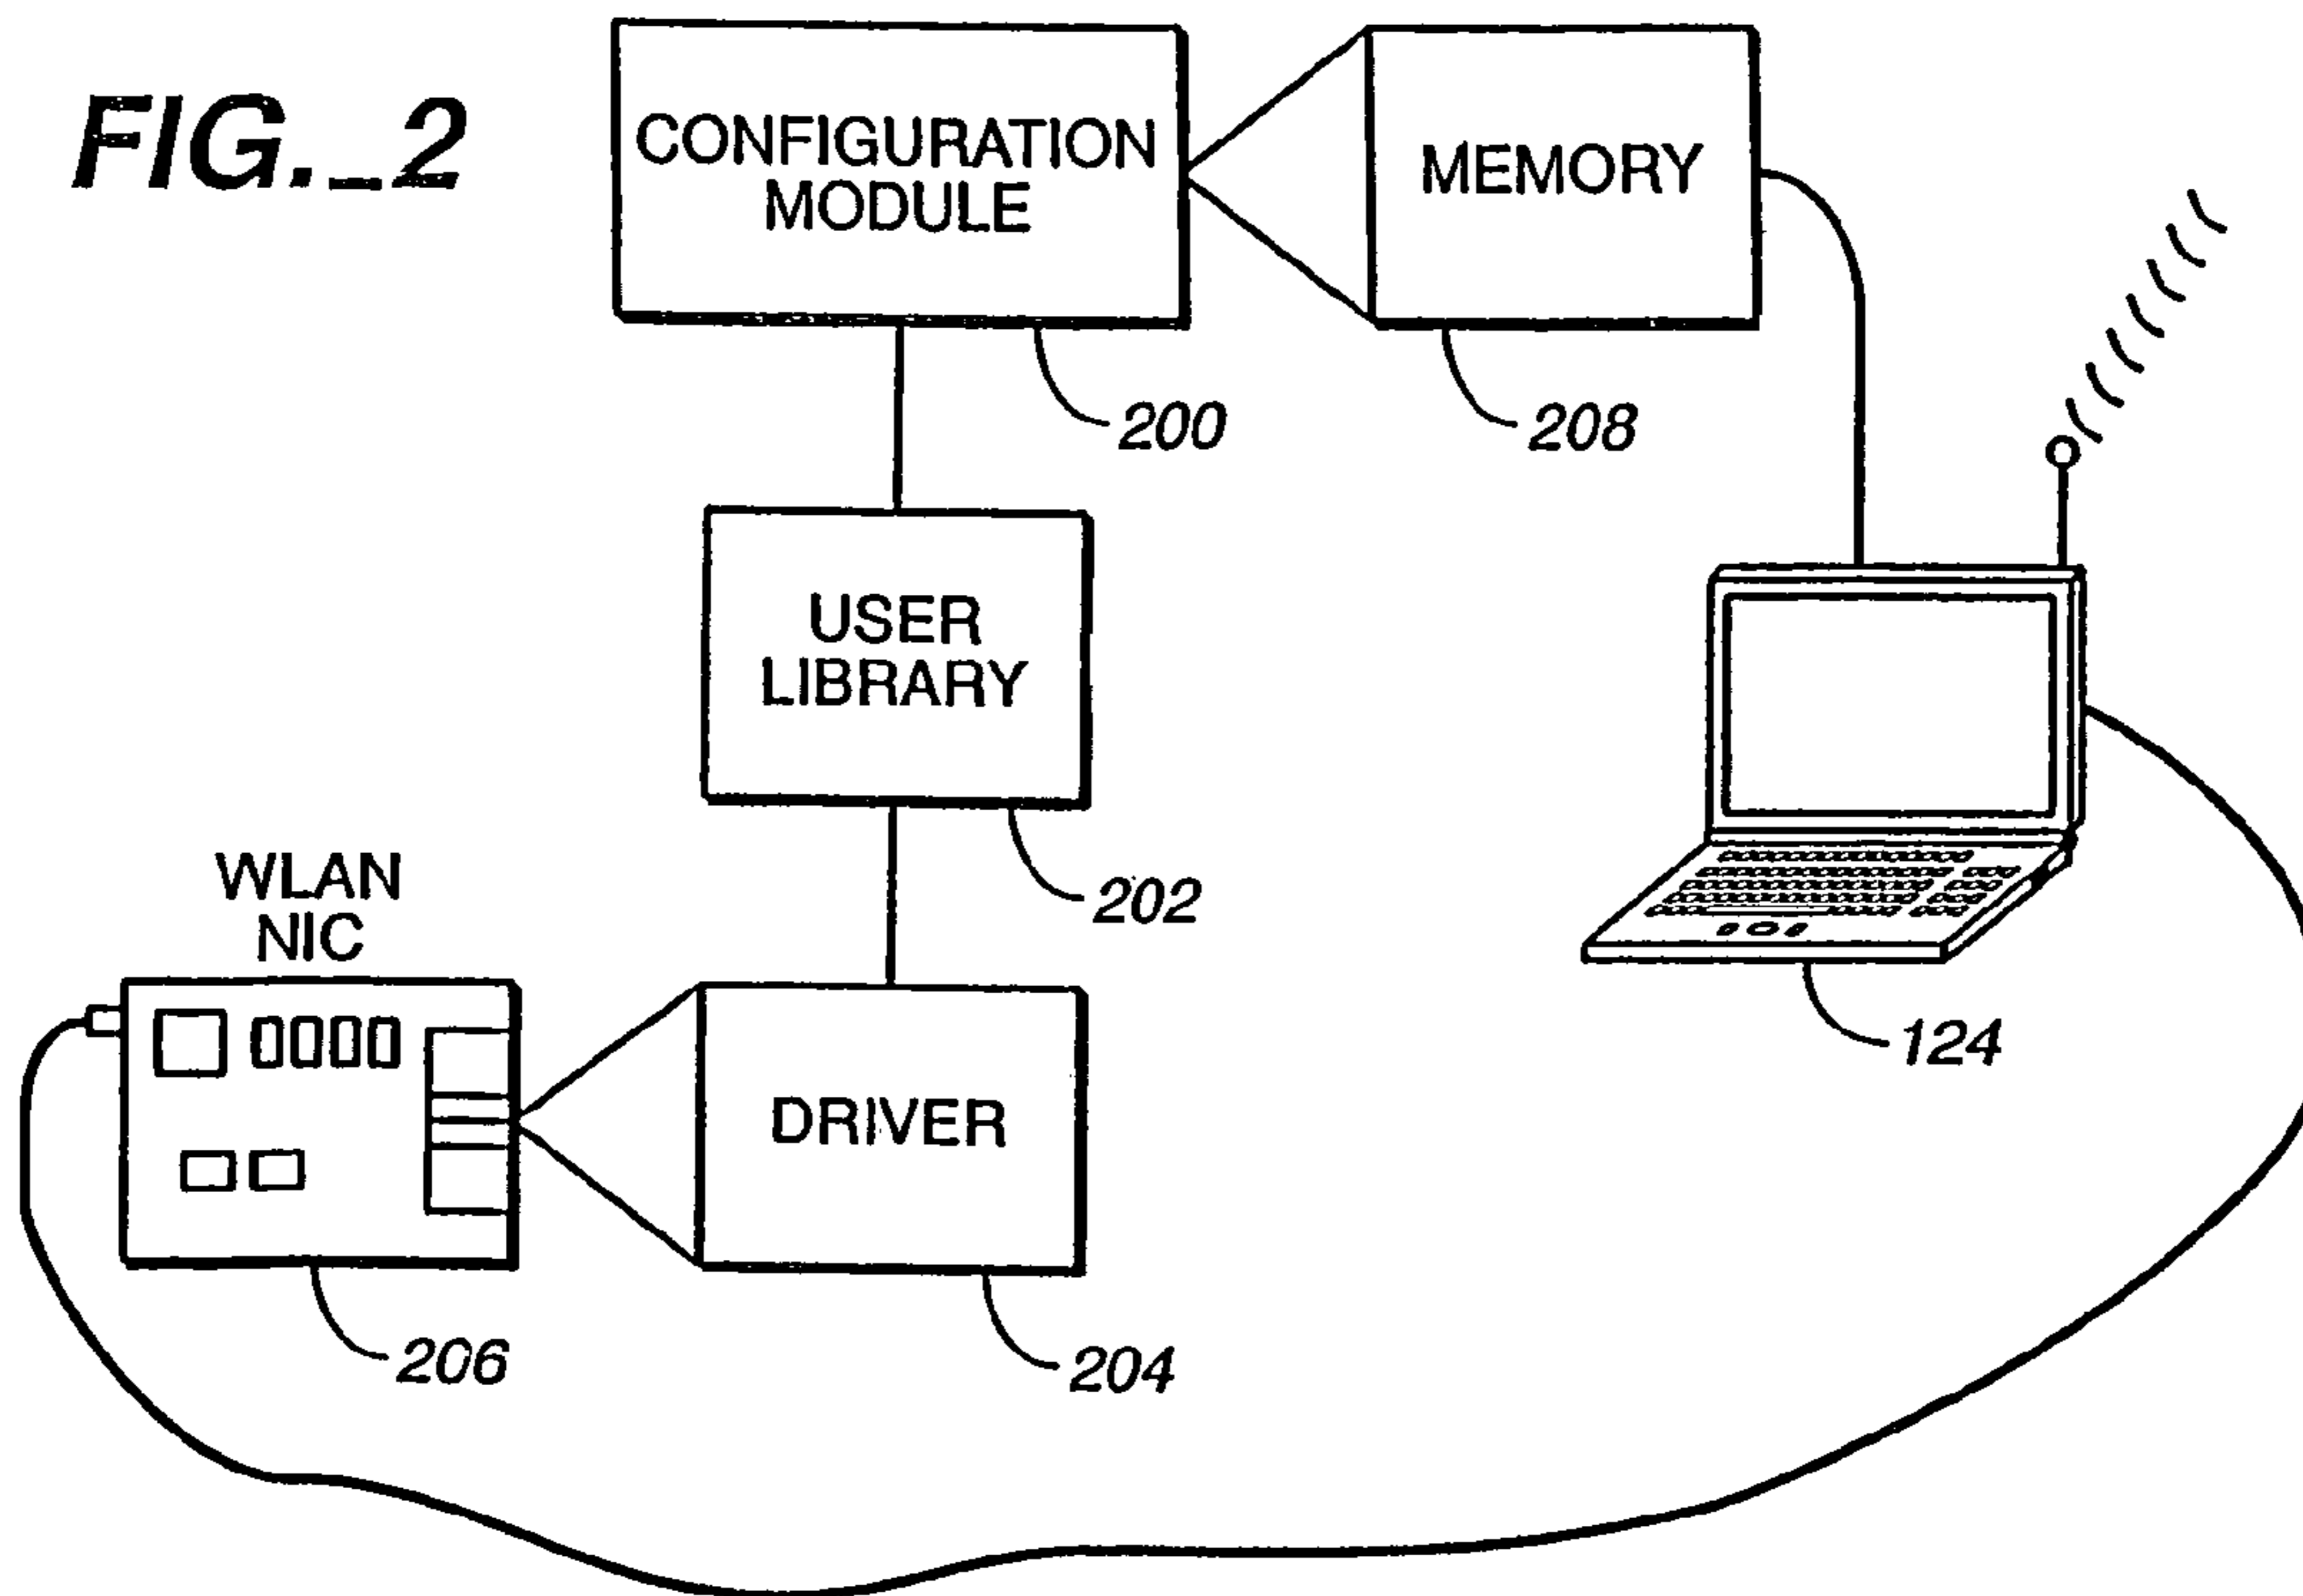 FIG._2
CONFIGURATION
MODULE
MEMORY
200
208
USER
LIBRARY
202
WLAN
NIC
124
DRIVER
206
204